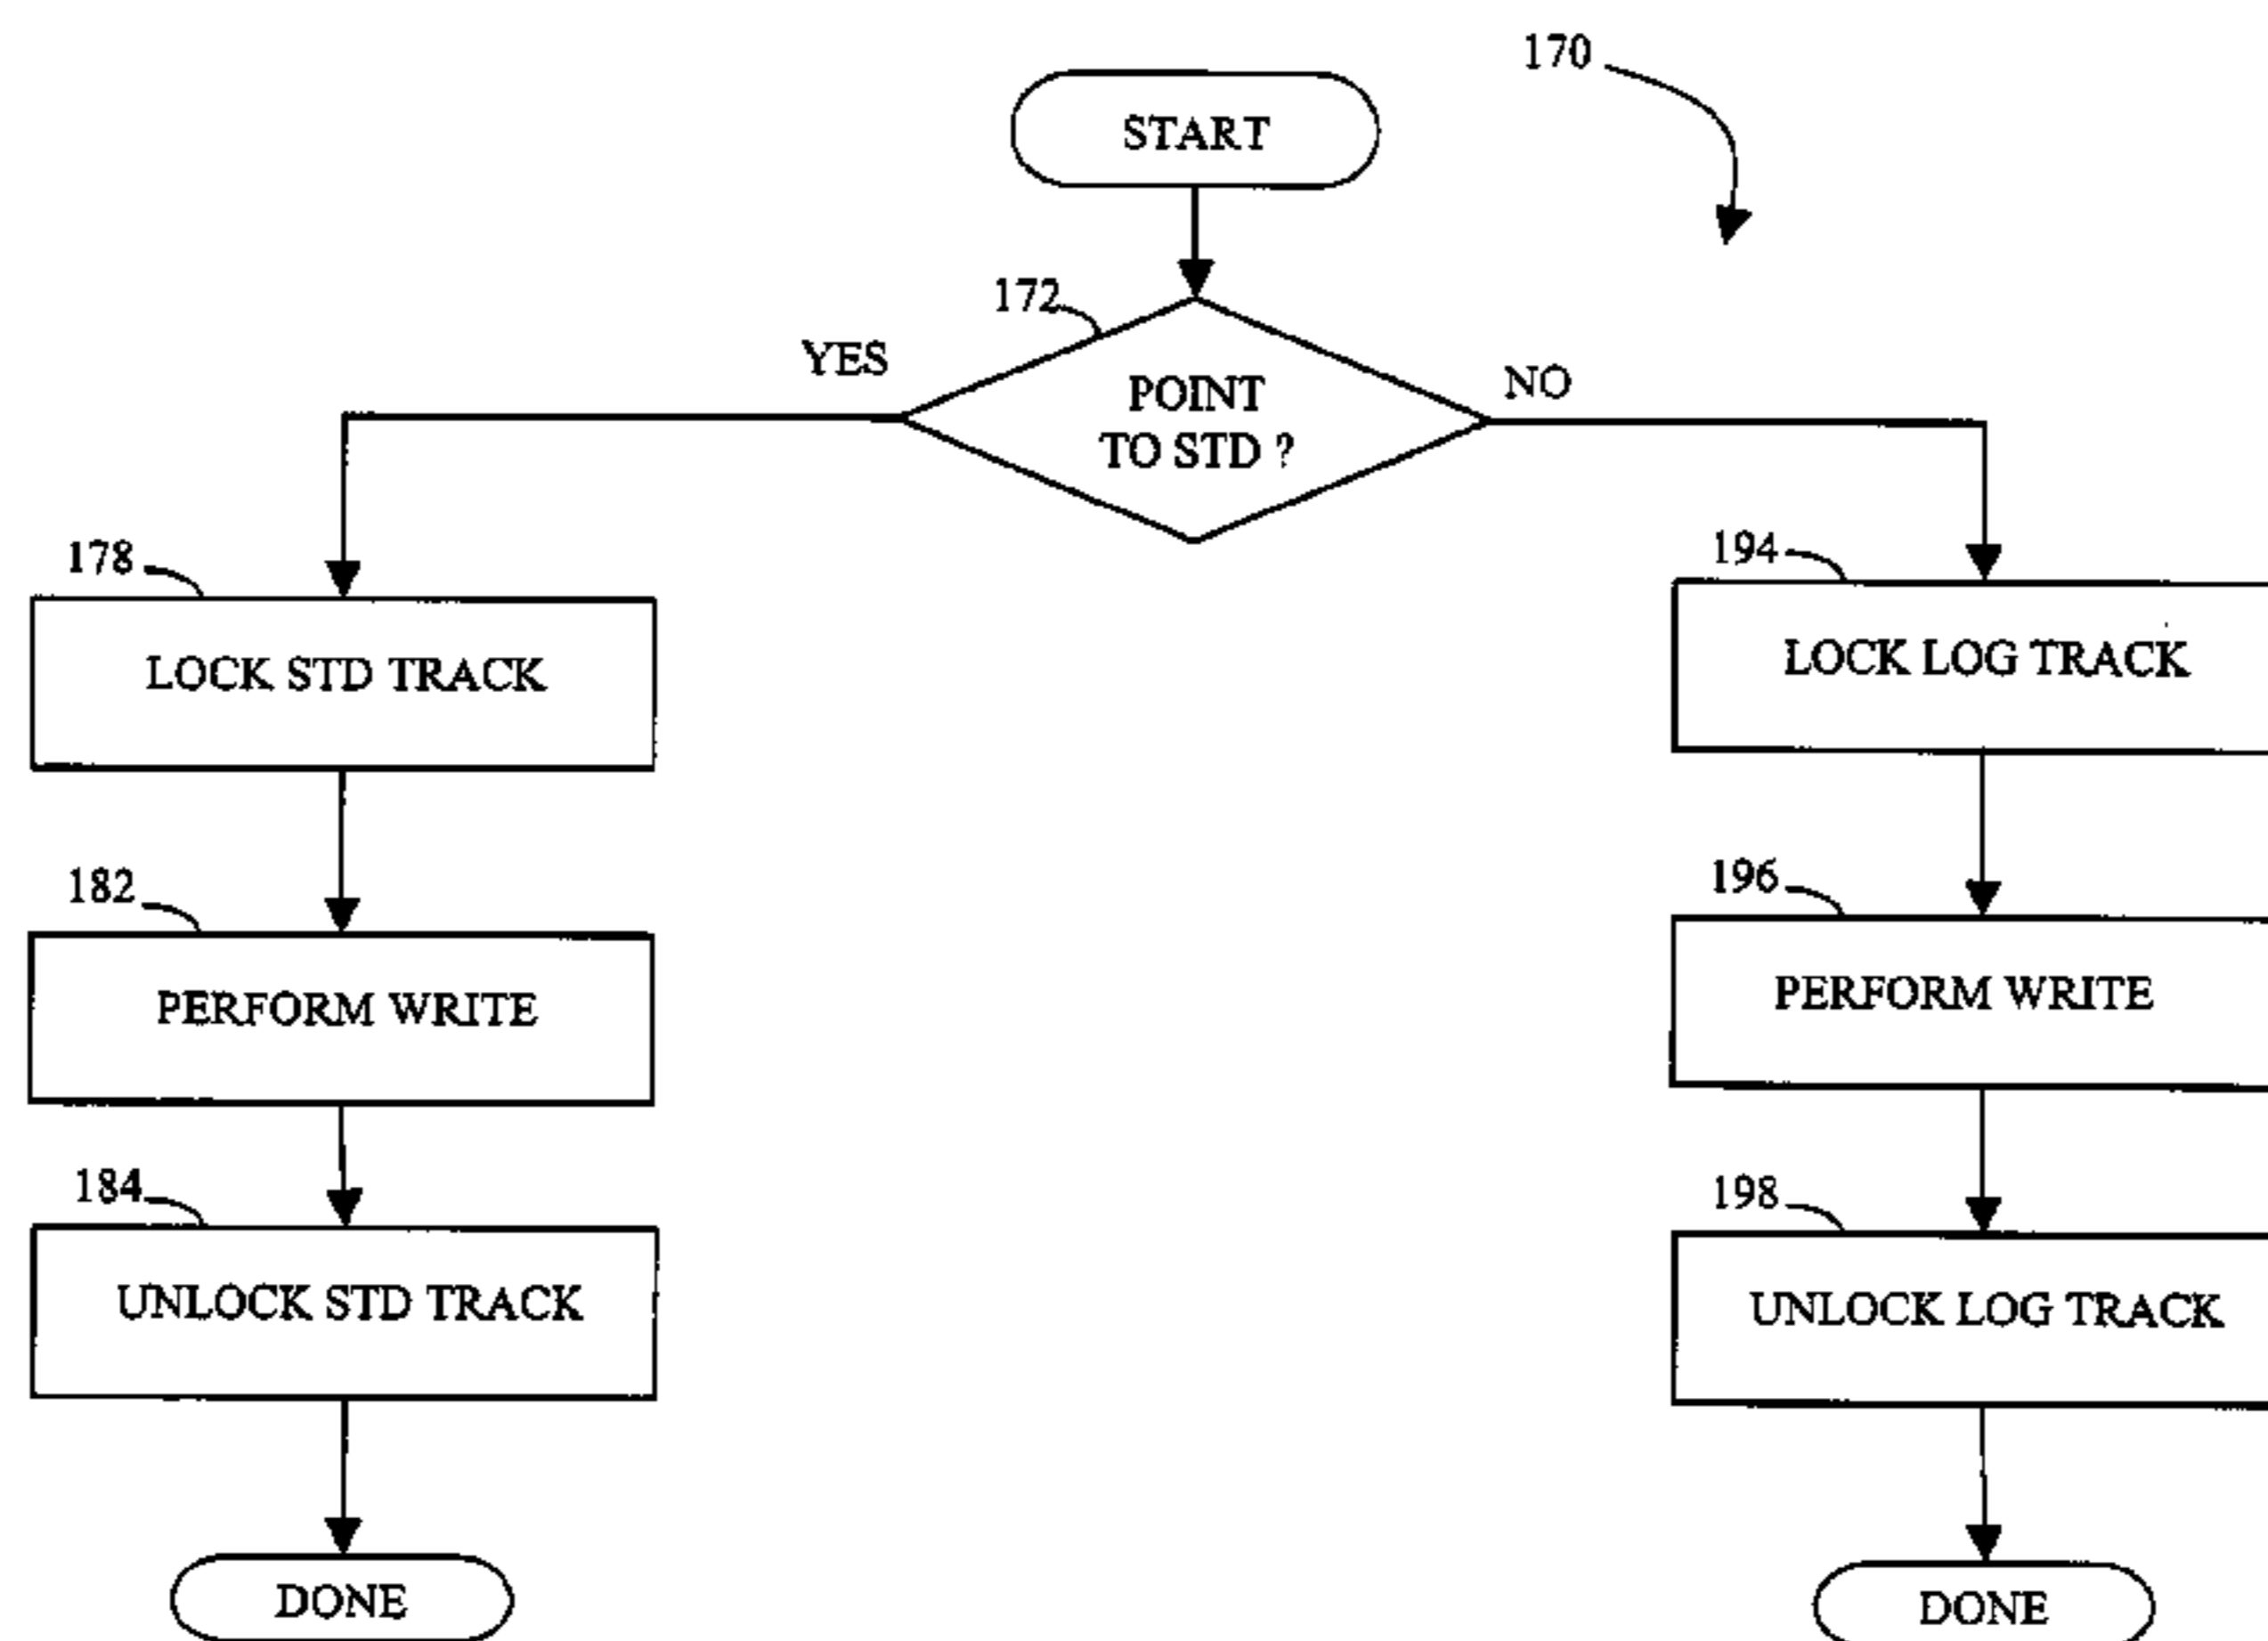 170
START
172
YES
POINT
TO STD ?
NO
178
LOCK STD TRACK
182
PERFORM WRITE
184
UNLOCK STD TRACK
DONE
194
LOCK LOG TRACK
196
PERFORM WRITE
198
UNLOCK LOG TRACK
DONE